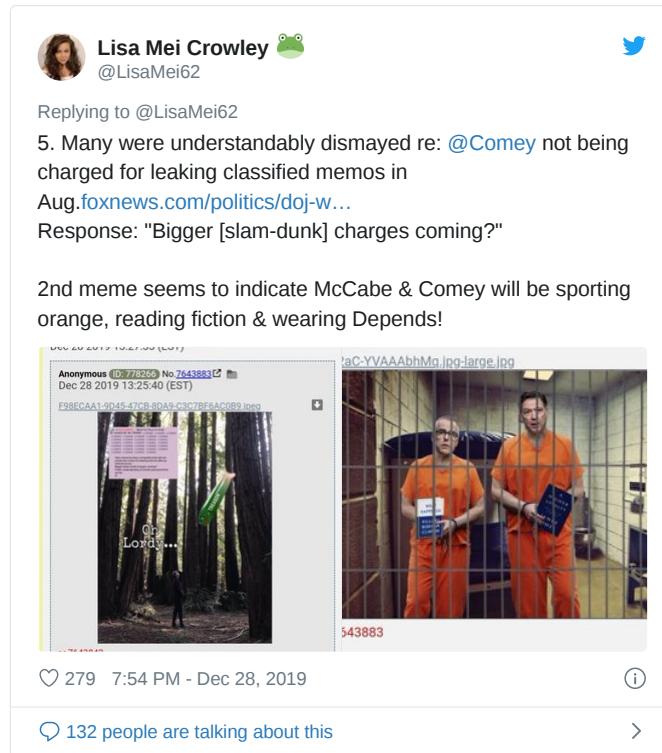 Lisa Mei Crowley
@LisaMei62
Replying to @LisaMei62
5. Many were understandably dismayed re: @Comey not being
charged for leaking classified memos in
Aug.foxnews.com/politics/doj-w…
Response: "Bigger [slam-dunk] charges coming?"
2nd meme seems to indicate McCabe & Comey will be sporting
orange, reading fiction & wearing Depends!
Anonymous ID: 778266 No.7643883
Dec 28 2019 13:25:40 (EST)
F98ECAA1-9D45-47CB-8DA9-C3C7BF6AC0B9.jpeg
Oh
Lordy...
aC-YVAAAbhMg.jpg-large.jpg
643883
279 7:54 PM - Dec 28, 2019
132 people are talking about this